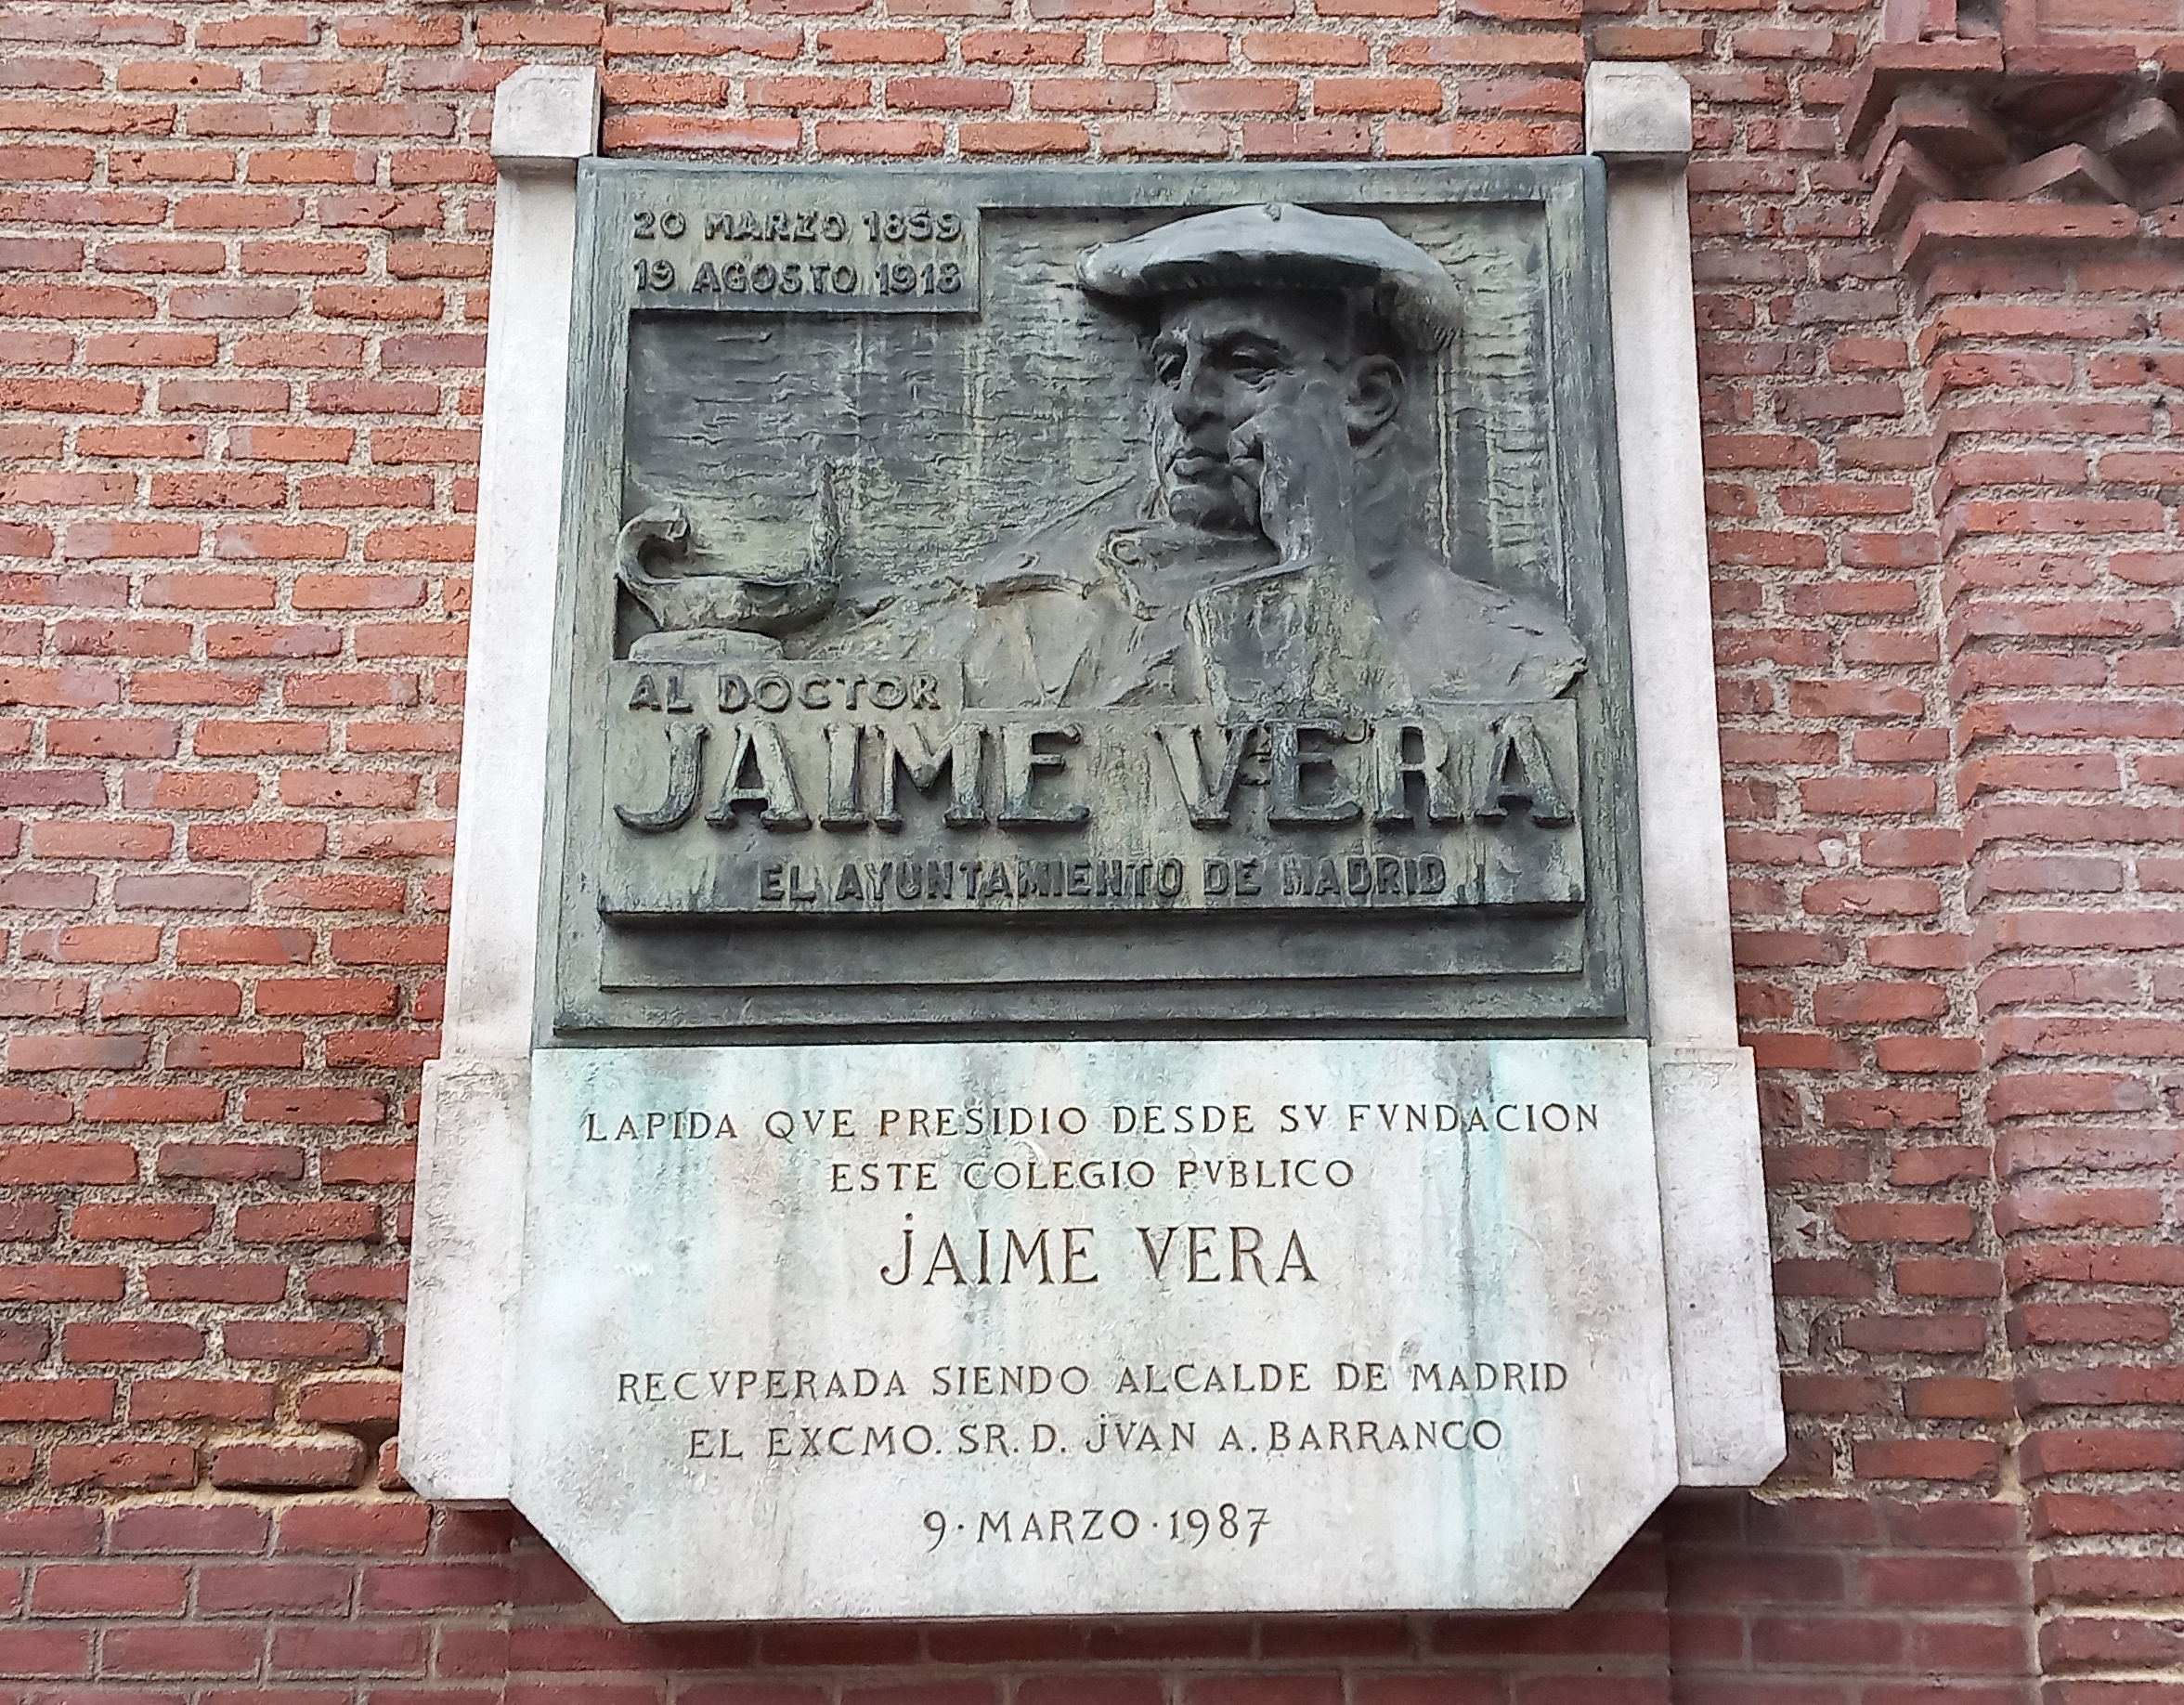 20 MARZO 1859
19 AGOSTO 1918
AL DOCTOR
JAIME VERA
EL AYUNTAMIENTO DE MADRID
LAPIDA QVE PRESIDIO DESDE SV FVNDACION
ESTE COLEGIO PVBLICO
jAIME VERA
RECVPERADA SIENDO ALCALDE DE MADRID
EL EXCMO. SR. D. jVAN A. BARRANCO
9·MARZO·1987